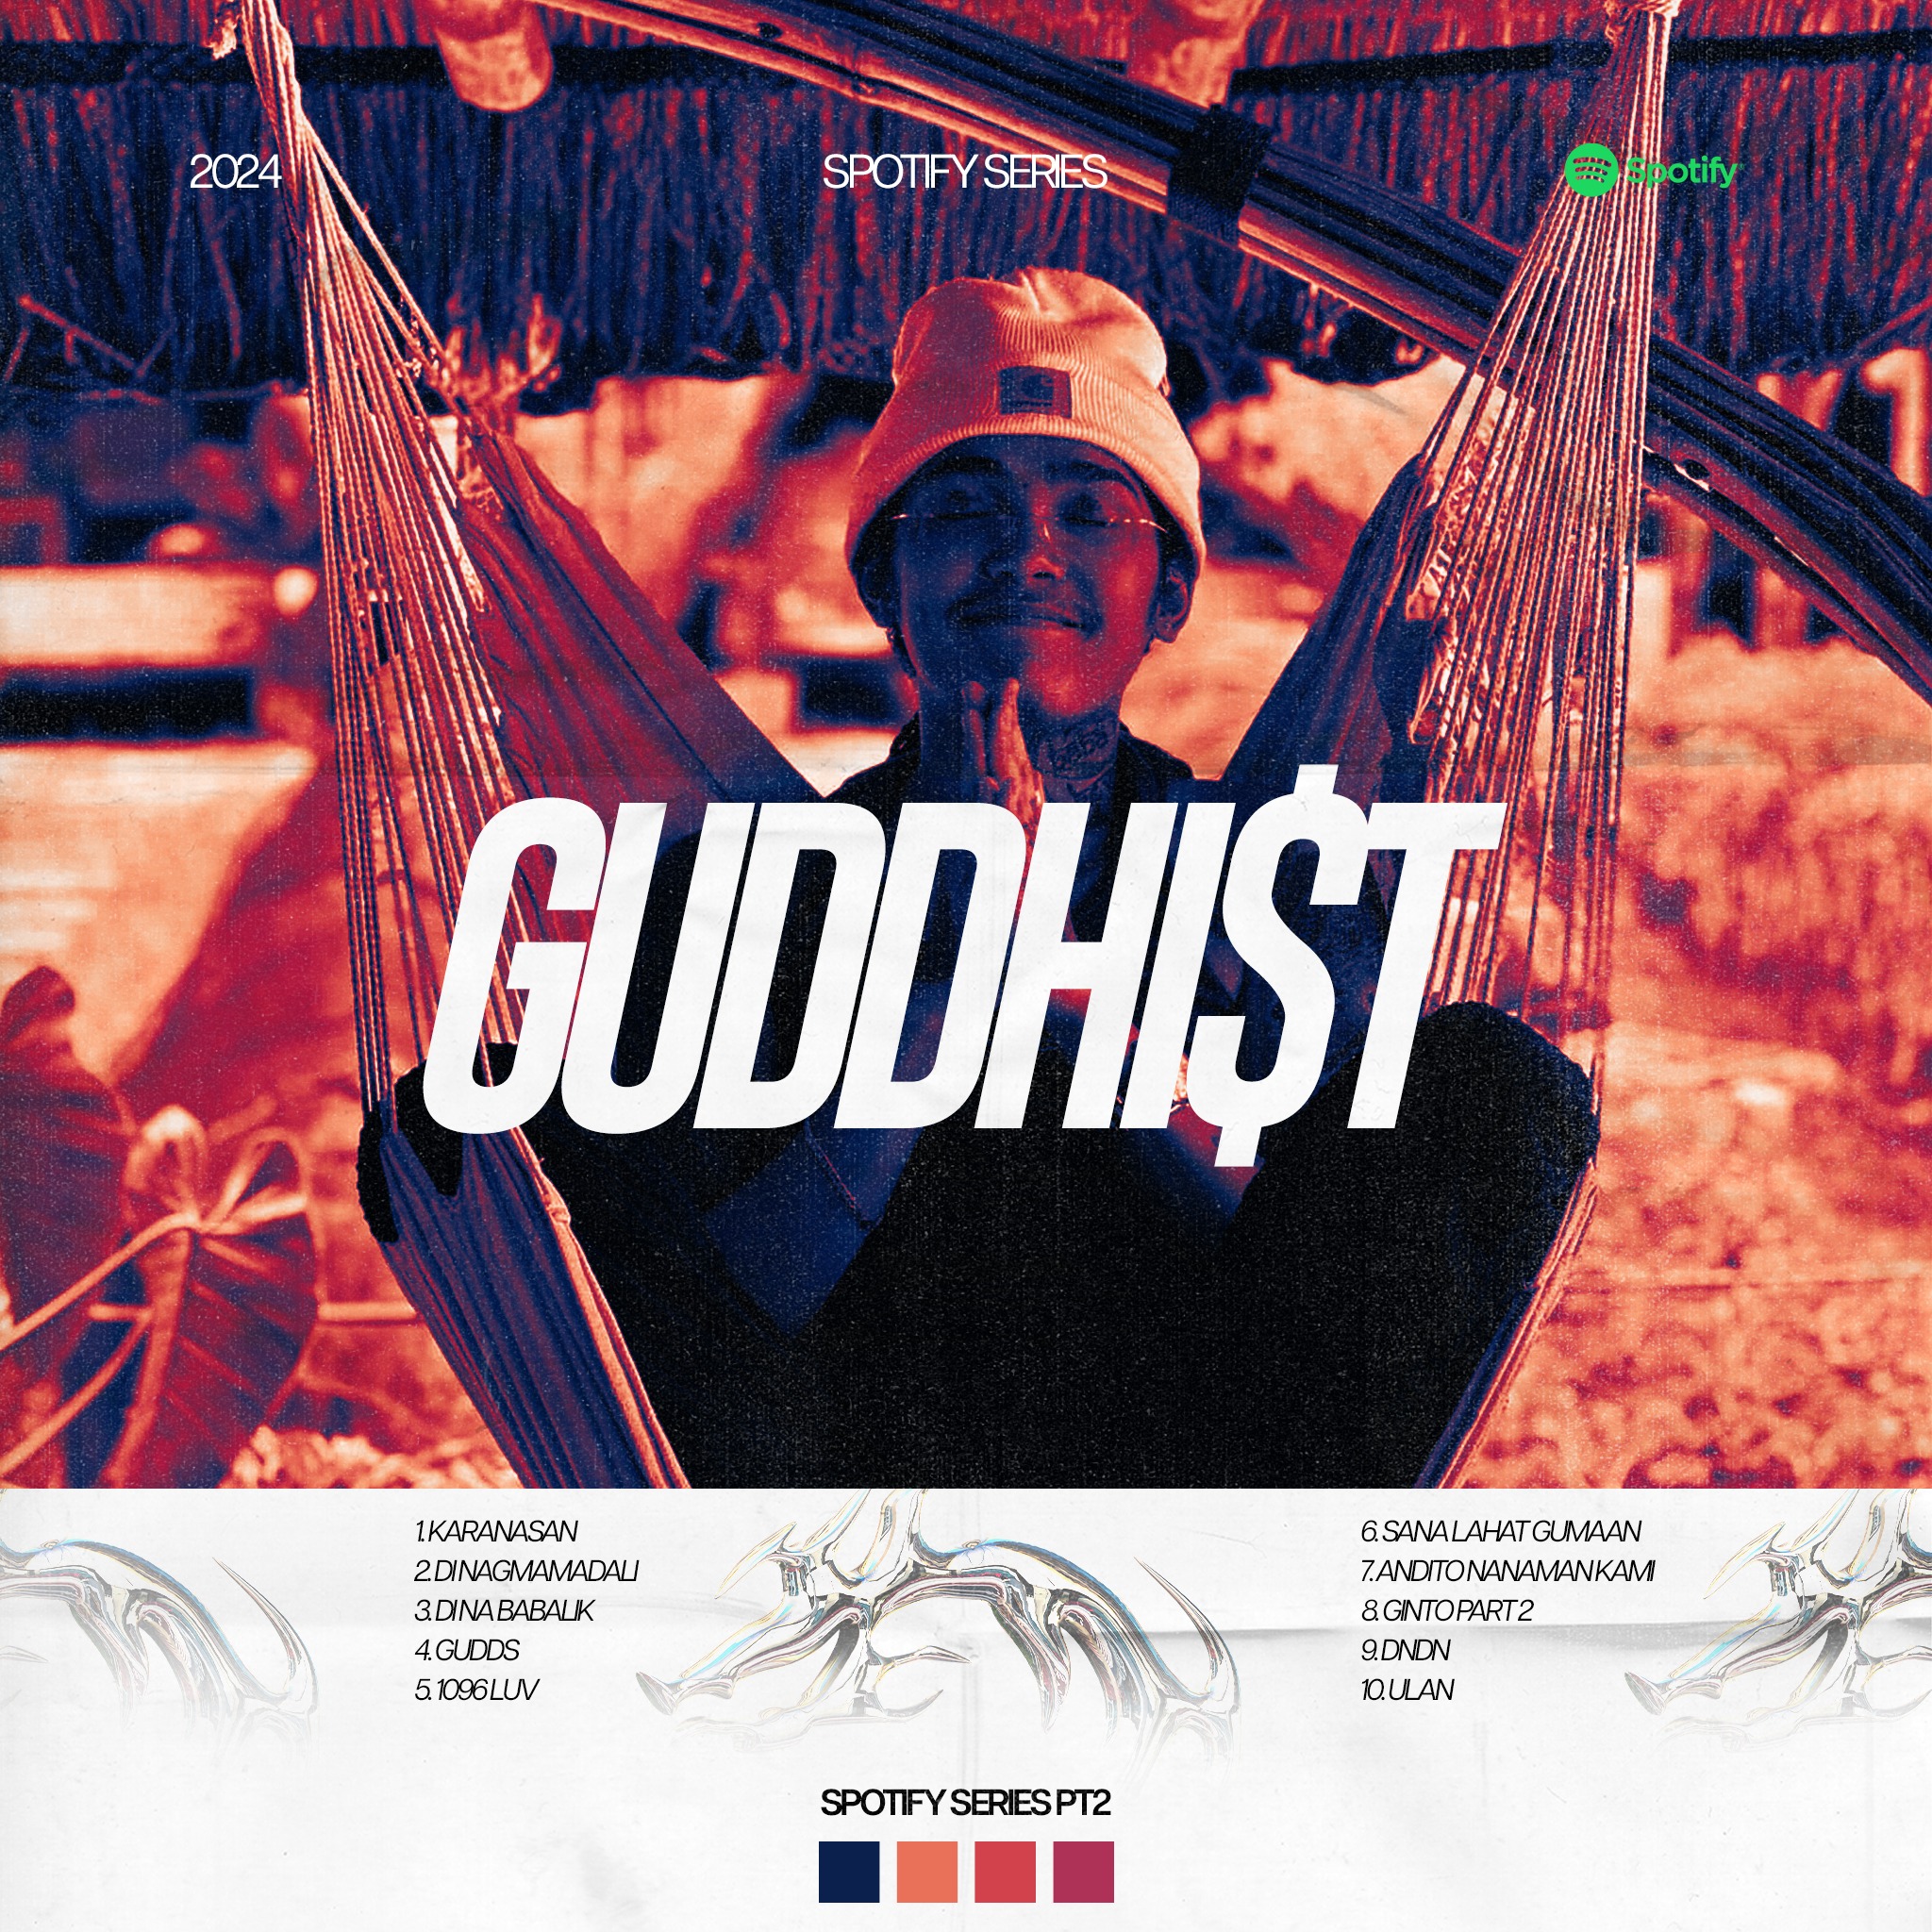 2024
SPOTIFY SERIES
Spotify
GUDDHI$T
1. KARANASAN
2. DI NAGMAMADALI
3. DI NA BABALIK
4. GUDDS
5. 1096 LUV
6. SANA LAHAT GUMAAN
7. ANDITO NANAMAN KAMI
8. GINTO PART 2
9. DNDN
10. ULAN
SPOTIFY SERIES PT2